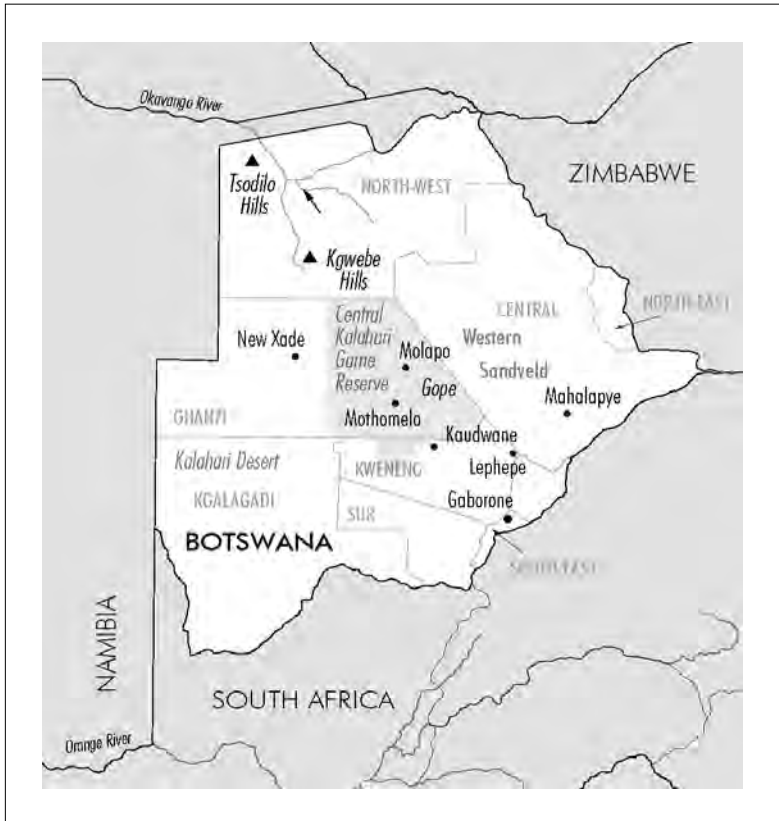 Okavango River
Tsodilo
Hills
NORTH-WEST
ZIMBABWE
Kgwebe
Hills
NORTH-EAST
CENTRAL
Central
Kalahari
Game
Reserve
Western
Sandveld
New Xade
Molapo
Gope
Mothomelo
Mahalapye
GHANZI
Kaudwane
Kalahari Desert
KWENENG
Lephepe
KGALAGADI
Gaborone
SUR
BOTSWANA
SOUTH-EAST
NAMIBIA
SOUTH AFRICA
Orange River